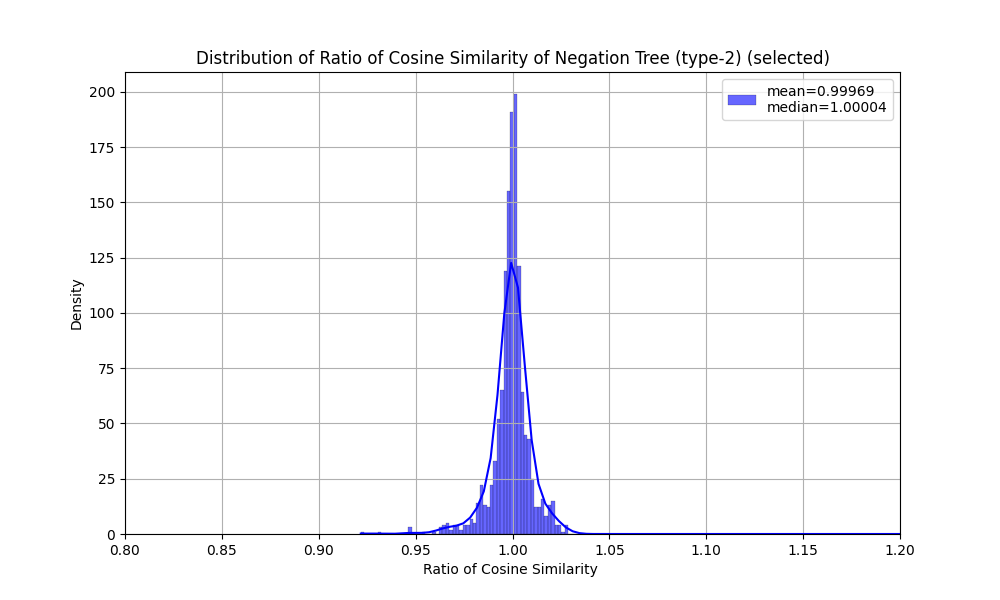 Distribution of Ratio of Cosine Similarity of Negation Tree (type-2) (selected)
mean=0.99969
median=1.00004
Density
200
175
150
125
100
75
50
25
0
0.80 0.85 0.90 0.95 1.00 1.05 1.10 1.15 1.20
Ratio of Cosine Similarity